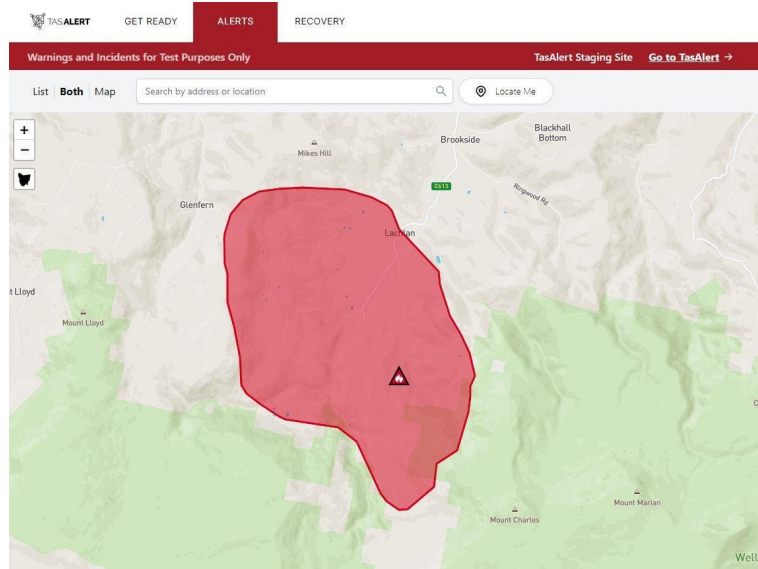 TASALERT GET READY ALERTS RECOVERY
Warnings and Incidents for Test Purposes Only TasAlert Staging Site Go to TasAlert →
List Both Map Search by address or location Locate Me
+
−
Blackhall
Bottom
Brookside
Mikes Hill
C613
Ringwood Rd
Glenfern
Lachlan
t Lloyd
Mount Lloyd
Mount Marian
Mount Charles
C
Well